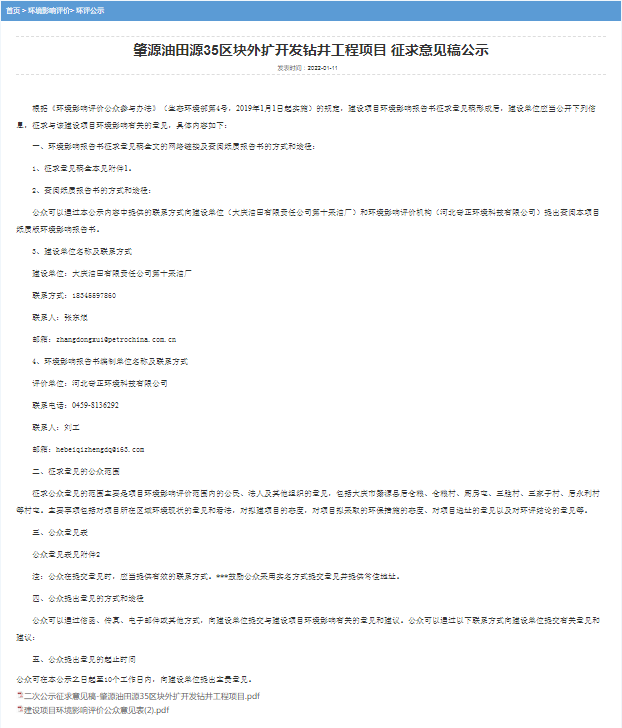 首页 > 环境影响评价> 环评公示
肇源油田源35区块外扩开发钻井工程项目 征求意见稿公示
发表时间：2022-01-11
根据《环境影响评价公众参与办法》（生态环境部第4号，2019年1月1日起实施）的规定，建设项目环境影响报告书征求意见稿形成后，建设单位应当公开下列信
息，征求与该建设项目环境影响有关的意见，具体内容如下：
一、环境影响报告书征求意见稿全文的网络链接及查阅纸质报告书的方式和途径：
1、征求意见稿全本见附件1。
2、查阅纸质报告书的方式和途径：
公众可以通过本公示内容中提供的联系方式向建设单位（大庆油田有限责任公司第十采油厂）和环境影响评价机构（河北奇正环境科技有限公司）提出查阅本项目
纸质版环境影响报告书。
3、建设单位名称及联系方式
建设单位：大庆油田有限责任公司第十采油厂
联系方式：18345597860
联系人：张东旭
邮箱：zhangdongxui@petrochina.com.cn
4、环境影响报告书编制单位名称及联系方式
评价单位：河北奇正环境科技有限公司
联系电话：0459-8136292
联系人：刘工
邮箱：hebeiqizhengdq@163.com
二、征求意见的公众范围
征求公众意见的范围主要是项目环境影响评价范围内的公民、法人及其他组织的意见，包括大庆市肇源县后仓粮、仓粮村、房房屯、三胜村、三家子村、后永利村
等村屯。主要事项包括对项目所在区域环境现状的意见和看法，对拟建项目的态度，对项目拟采取的环保措施的态度、对项目选址的意见以及对环评结论的意见等。
三、公众意见表
公众意见表见附件2
注：公众在提交意见时，应当提供有效的联系方式。***鼓励公众采用实名方式提交意见并提供常住地址。
四、公众提出意见的方式和途径
公众可以通过信函、传真、电子邮件或其他方式，向建设单位提交与建设项目环境影响有关的意见和建议。公众可以通过以下联系方式向建设单位提交有关意见和
建议：
五、公众提出意见的起止时间
公众可在本公示之日起至10个工作日内，向建设单位提出宝贵意见。
二次公示征求意见稿-肇源油田源35区块外扩开发钻井工程项目.pdf
建设项目环境影响评价公众意见表(2).pdf